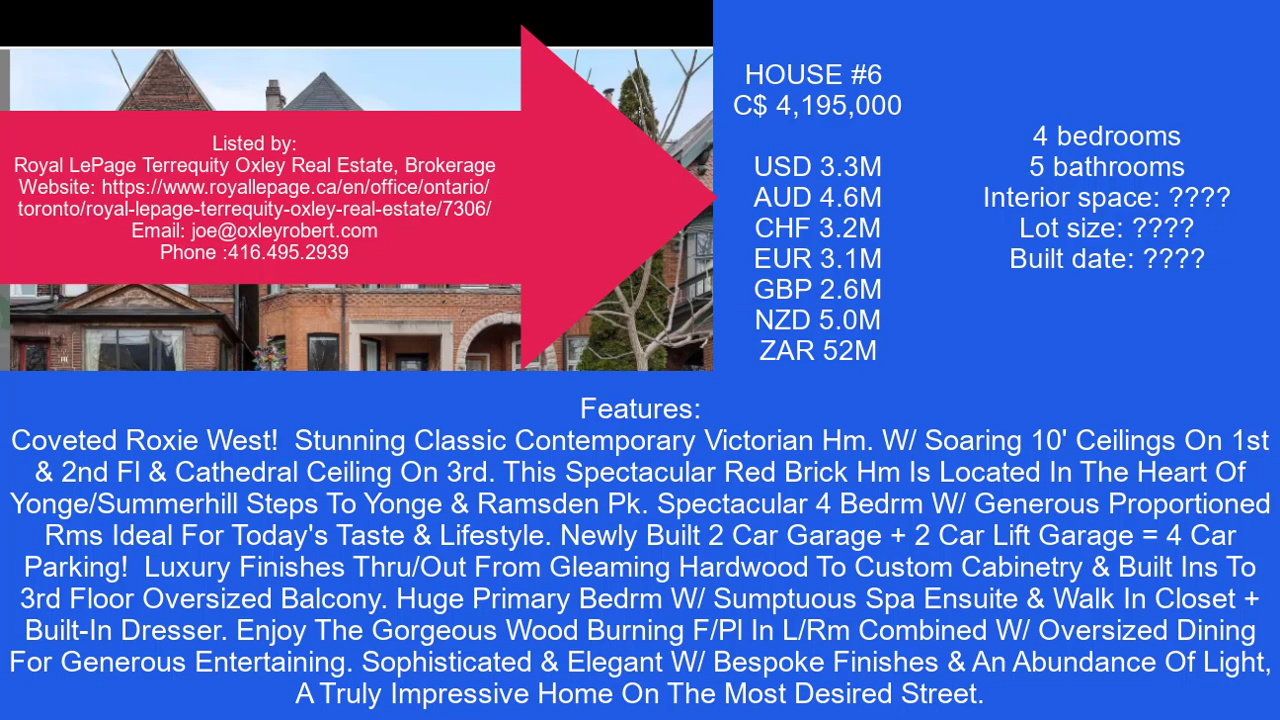 Listed by:
Royal LePage Terrequity Oxley Real Estate, Brokerage
Website: https://www.royallepage.ca/en/office/ontario/
toronto/royal-lepage-terrequity-oxley-real-estate/7306/
Email: joe@oxleyrobert.com
Phone :416.495.2939
HOUSE #6
C$ 4,195,000
USD 3.3M
AUD 4.6M
CHF 3.2M
EUR 3.1M
GBP 2.6M
NZD 5.0M
ZAR 52M
4 bedrooms
5 bathrooms
Interior space: ????
Lot size: ????
Built date: ????
Features:
Coveted Roxie West!  Stunning Classic Contemporary Victorian Hm. W/ Soaring 10' Ceilings On 1st
& 2nd Fl & Cathedral Ceiling On 3rd. This Spectacular Red Brick Hm Is Located In The Heart Of
Yonge/Summerhill Steps To Yonge & Ramsden Pk. Spectacular 4 Bedrm W/ Generous Proportioned
Rms Ideal For Today's Taste & Lifestyle. Newly Built 2 Car Garage + 2 Car Lift Garage = 4 Car
Parking!  Luxury Finishes Thru/Out From Gleaming Hardwood To Custom Cabinetry & Built Ins To
3rd Floor Oversized Balcony. Huge Primary Bedrm W/ Sumptuous Spa Ensuite & Walk In Closet +
Built-In Dresser. Enjoy The Gorgeous Wood Burning F/Pl In L/Rm Combined W/ Oversized Dining
For Generous Entertaining. Sophisticated & Elegant W/ Bespoke Finishes & An Abundance Of Light,
A Truly Impressive Home On The Most Desired Street.